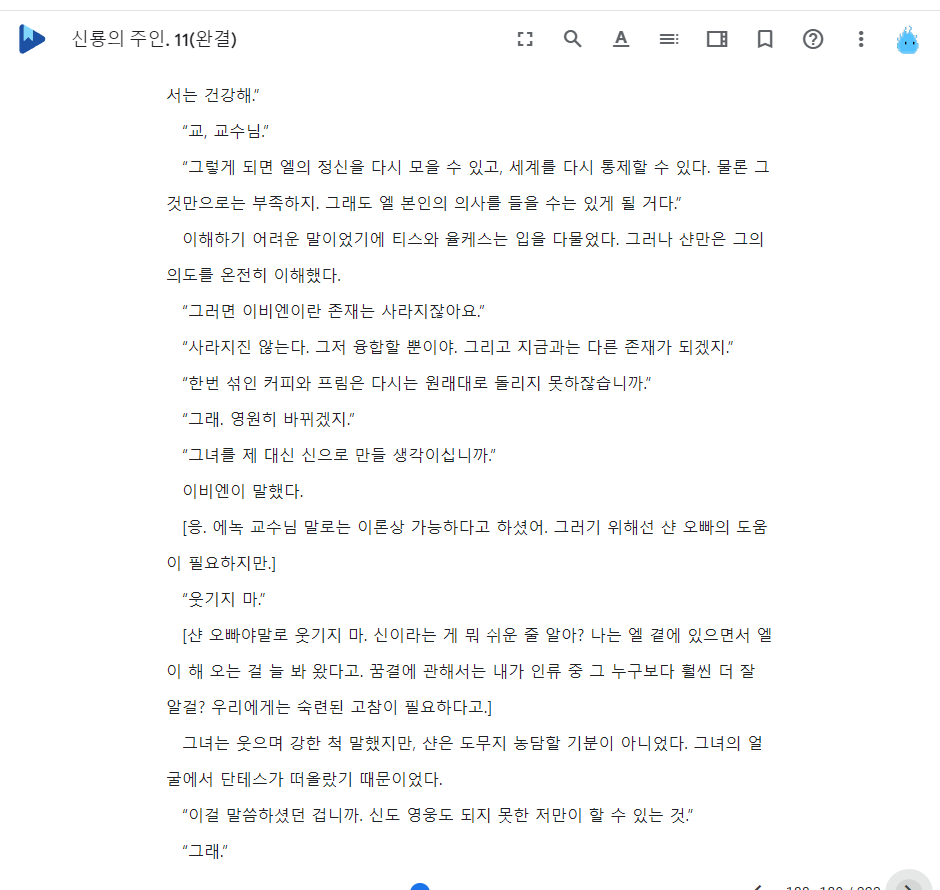 신룡의 주인. 11(완결)
서는 건강해.”
“교, 교수님.”
“그렇게 되면 엘의 정신을 다시 모을 수 있고, 세계를 다시 통제할 수 있다. 물론 그
것만으로는 부족하지. 그래도 엘 본인의 의사를 들을 수는 있게 될 거다.”
이해하기 어려운 말이었기에 티스와 율케스는 입을 다물었다. 그러나 샨만은 그의
의도를 온전히 이해했다.
“그러면 이비엔이란 존재는 사라지잖아요.”
“사라지진 않는다. 그저 융합할 뿐이야. 그리고 지금과는 다른 존재가 되겠지.”
“한번 섞인 커피와 프림은 다시는 원래대로 돌리지 못하잖습니까.”
“그래. 영원히 바뀌겠지.”
“그녀를 제 대신 신으로 만들 생각이십니까.”
이비엔이 말했다.
[응. 에녹 교수님 말로는 이론상 가능하다고 하셨어. 그러기 위해선 샨 오빠의 도움
이 필요하지만.]
“웃기지 마.”
[샨 오빠야말로 웃기지 마. 신이라는 게 뭐 쉬운 줄 알아? 나는 엘 곁에 있으면서 엘
이 해 오는 걸 늘 봐 왔다고. 꿈결에 관해서는 내가 인류 중 그 누구보다 훨씬 더 잘
알걸? 우리에게는 숙련된 고참이 필요하다고.]
그녀는 웃으며 강한 척 말했지만, 샨은 도무지 농담할 기분이 아니었다. 그녀의 얼
굴에서 단테스가 떠올랐기 때문이었다.
“이걸 말씀하셨던 겁니까. 신도 영웅도 되지 못한 저만이 할 수 있는 것.”
“그래.”